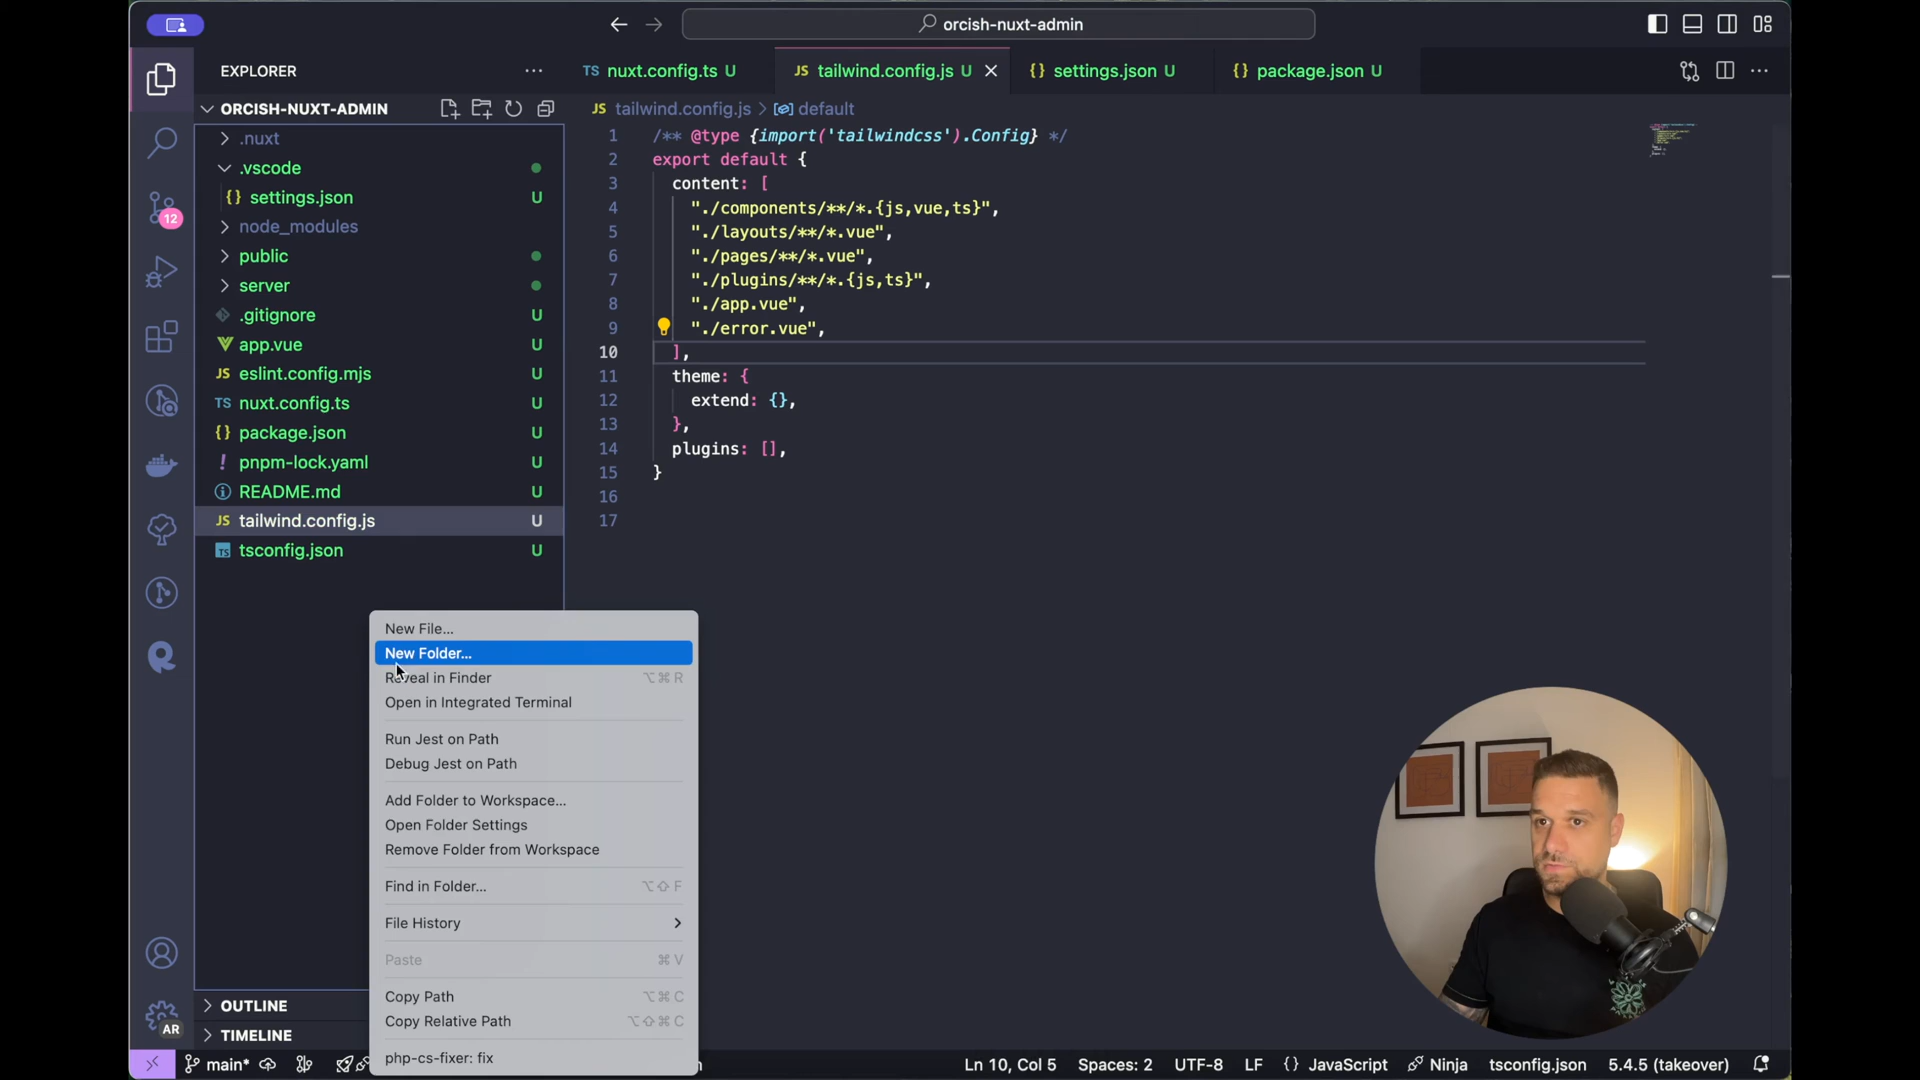 orcish-nuxt-admin
EXPLORER
nuxt.config.ts U
tailwind.config.js U
settings.json U
package.json U
ORCISH-NUXT-ADMIN
tailwind.config.js > default
.nuxt
.vscode
settings.json U
node_modules
public
server
.gitignore U
app.vue U
eslint.config.mjs U
nuxt.config.ts U
package.json U
pnpm-lock.yaml U
README.md U
tailwind.config.js U
tsconfig.json U
1 /** @type {import('tailwindcss').Config} */
2 export default {
3 content: [
4 "./components/**/*.{js,vue,ts}",
5 "./layouts/**/*.vue",
6 "./pages/**/*.vue",
7 "./plugins/**/*.{js,ts}",
8 "./app.vue",
9 "./error.vue",
10 ],
11 theme: {
12 extend: {},
13 },
14 plugins: [],
15 }
16
17
12
New File...
New Folder...
Reveal in Finder ⌥⌘R
Open in Integrated Terminal
Run Jest on Path
Debug Jest on Path
Add Folder to Workspace...
Open Folder Settings
Remove Folder from Workspace
Find in Folder... ⌥⇧F
File History
Paste ⌘V
Copy Path ⌥⌘C
Copy Relative Path ⌥⇧⌘C
php-cs-fixer: fix
OUTLINE
TIMELINE
AR
main*
Ln 10, Col 5
Spaces: 2
UTF-8
LF
{} JavaScript
Ninja
tsconfig.json
5.4.5 (takeover)